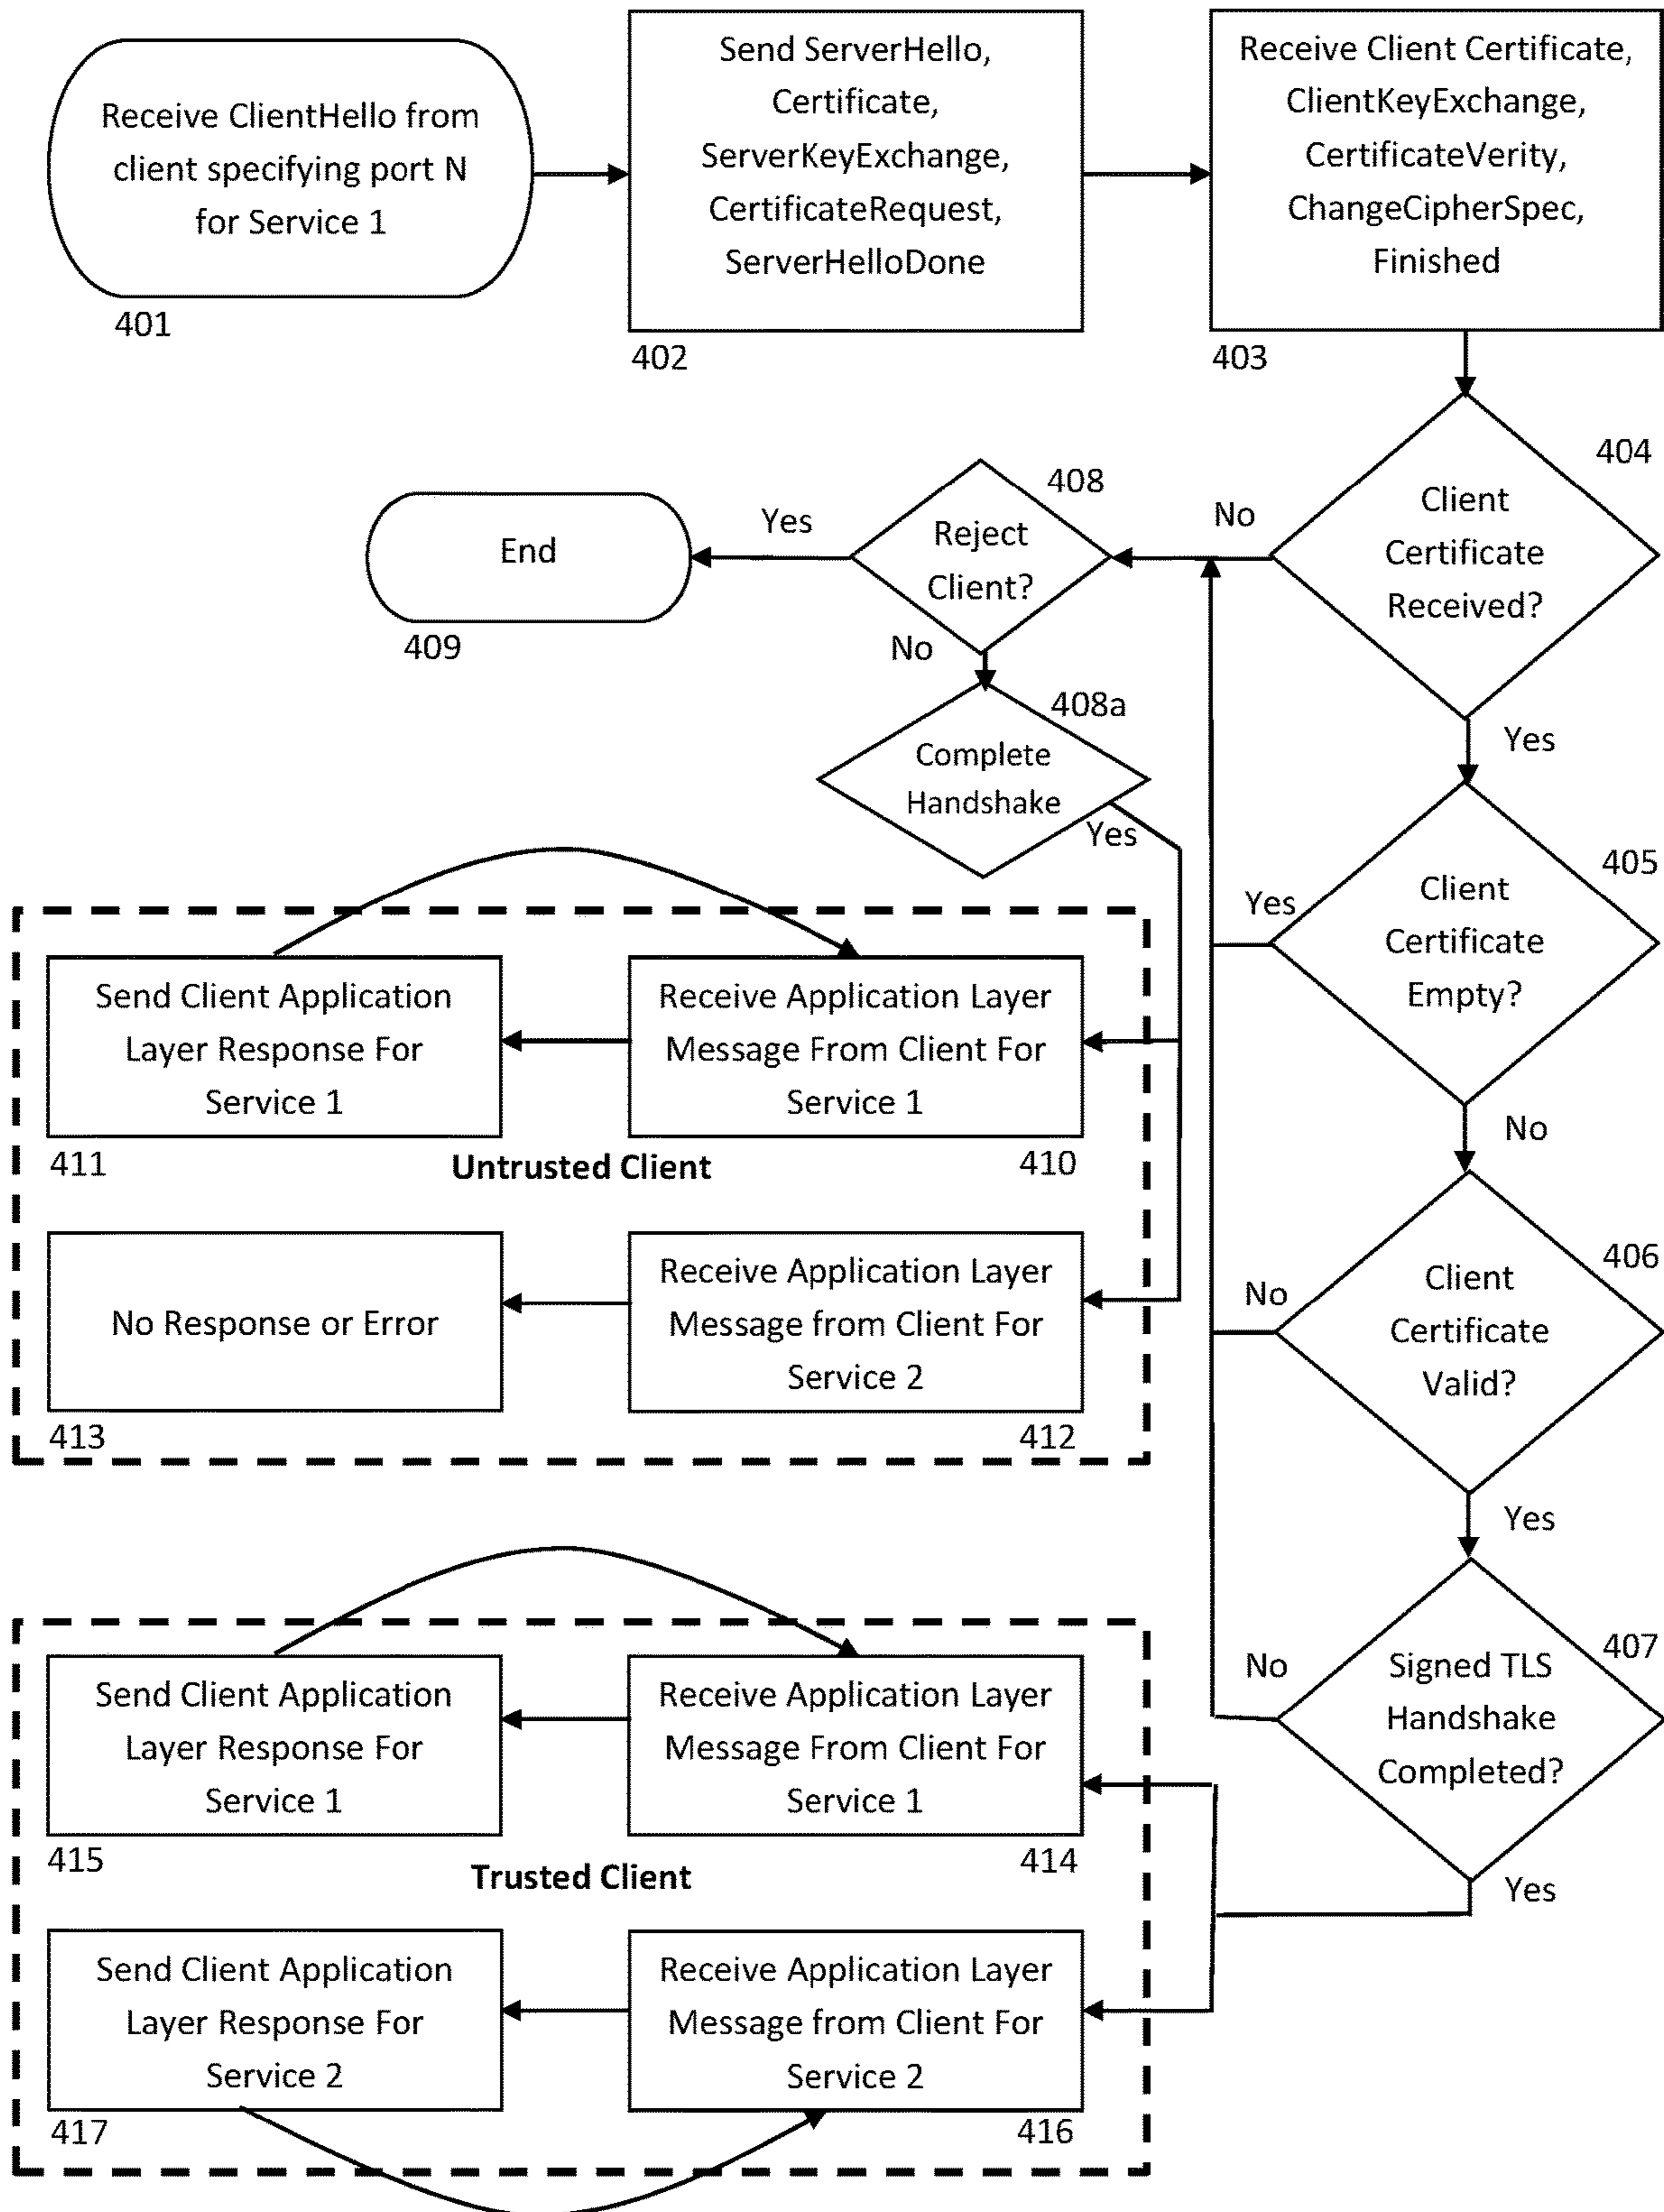 Receive ClientHello from
client specifying port N
for Service 1
401
Send ServerHello,
Certificate,
ServerKeyExchange,
CertificateRequest,
ServerHelloDone
402
Receive Client Certificate,
ClientKeyExchange,
CertificateVerity,
ChangeCipherSpec,
Finished
403
404
Client
Certificate
Received?
No
Yes
408
Reject
Client?
Yes
No
End
409
408a
Complete
Handshake
Yes
405
Client
Certificate
Empty?
Yes
No
406
Client
Certificate
Valid?
No
Yes
407
Signed TLS
Handshake
Completed?
No
Yes
Send Client Application
Layer Response For
Service 1
411
Receive Application Layer
Message From Client For
Service 1
410
Untrusted Client
No Response or Error
413
Receive Application Layer
Message from Client For
Service 2
412
Send Client Application
Layer Response For
Service 1
415
Receive Application Layer
Message From Client For
Service 1
414
Trusted Client
Send Client Application
Layer Response For
Service 2
417
Receive Application Layer
Message from Client For
Service 2
416